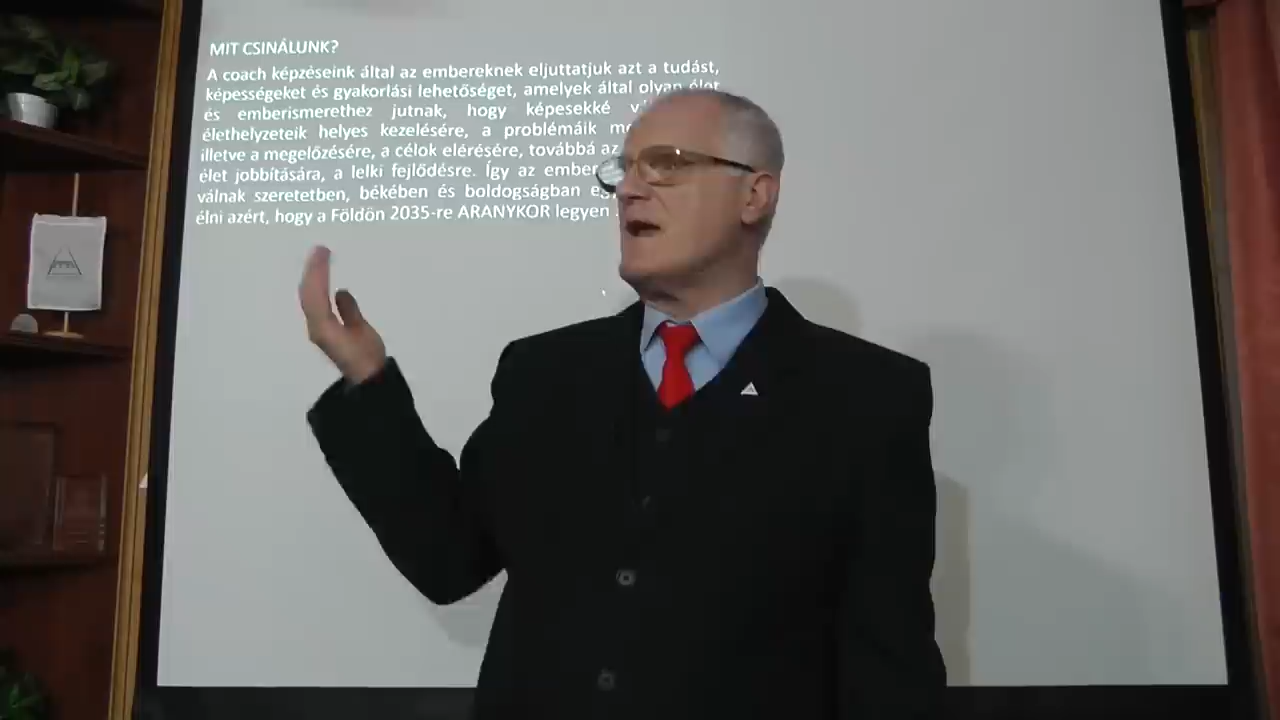 MIT CSINÁLUNK?
A coach képzéseink által az embereknek eljuttatjuk azt a tudást,
képességeket és gyakorlási lehetőséget, amelyek által olyan élet
és emberismerethez jutnak, hogy képesekké
élethelyzeteik helyes kezelésére, a problémáik
illetve a megelőzésére, a célok elérésére, továbbá az
élet jobbítására, a lelki fejlődésre. Így az
válnak szeretetben, békében és boldogságban
élni azért, hogy a Földön 2035-re ARANYKOR legyen